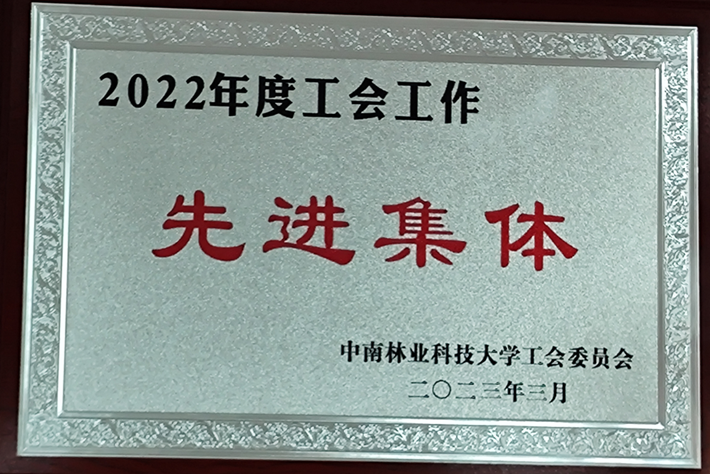 2022年度工会工作
先进集体
中南林业科技大学工会委员会
二〇二三年三月